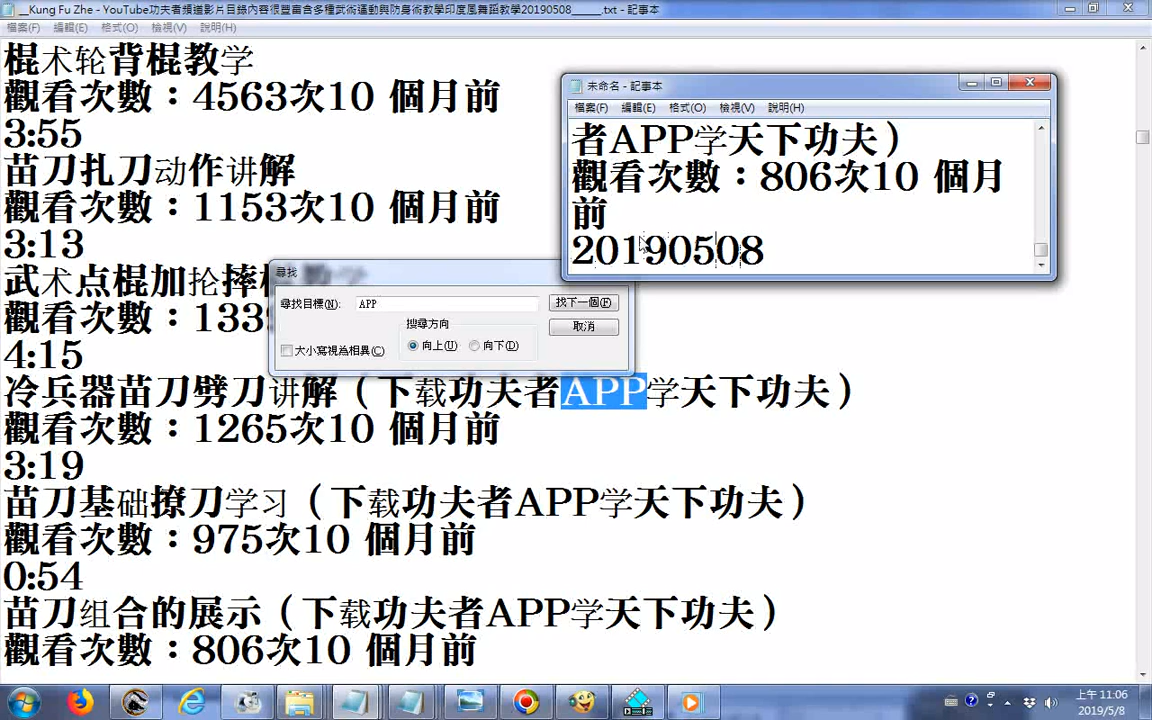 __Kung Fu Zhe - YouTube功夫者頻道影片目錄內容很豐富含多種武術運動與防身術教學印度風舞蹈教學20190508_____.txt - 記事本
檔案(F) 編輯(E) 格式(O) 檢視(V) 說明(H)
棍术轮背棍教学
觀看次數：4563次10 個月前
3:55
苗刀扎刀动作讲解
觀看次數：1153次10 個月前
3:13
武术点棍加抡摔棍教学
4:15
冷兵器苗刀劈刀讲解（下载功夫者APP学天下功夫）
觀看次數：1265次10 個月前
3:19
苗刀基础撩刀学习（下载功夫者APP学天下功夫）
觀看次數：975次10 個月前
0:54
苗刀组合的展示（下载功夫者APP学天下功夫）
觀看次數：806次10 個月前
未命名 - 記事本
檔案(F) 編輯(E) 格式(O) 檢視(V) 說明(H)
者APP学天下功夫）
觀看次數：806次10 個月
前
20190508
尋找
尋找目標(N): APP
找下一個(F)
搜尋方向
取消
大小寫視為相異(C)
向上(U) 向下(D)
上午 11:06
2019/5/8